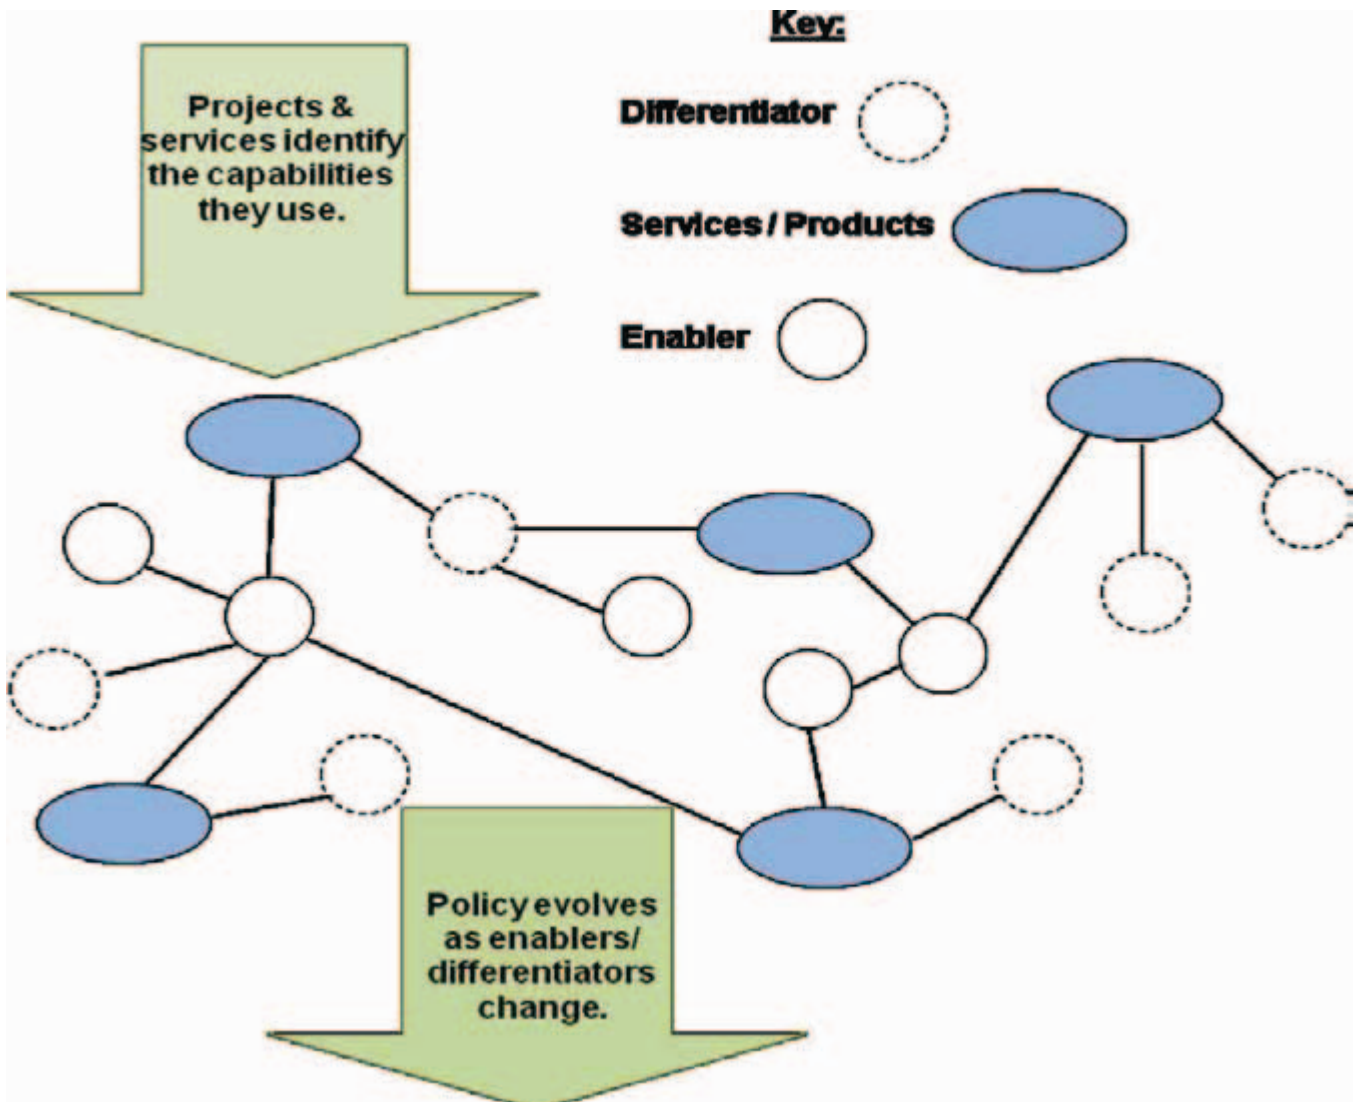 Key:
Projects &
services identify
the capabilities
they use.
Differentiator
Services / Products
Enabler
Policy evolves
as enablers/
differentiators
change.